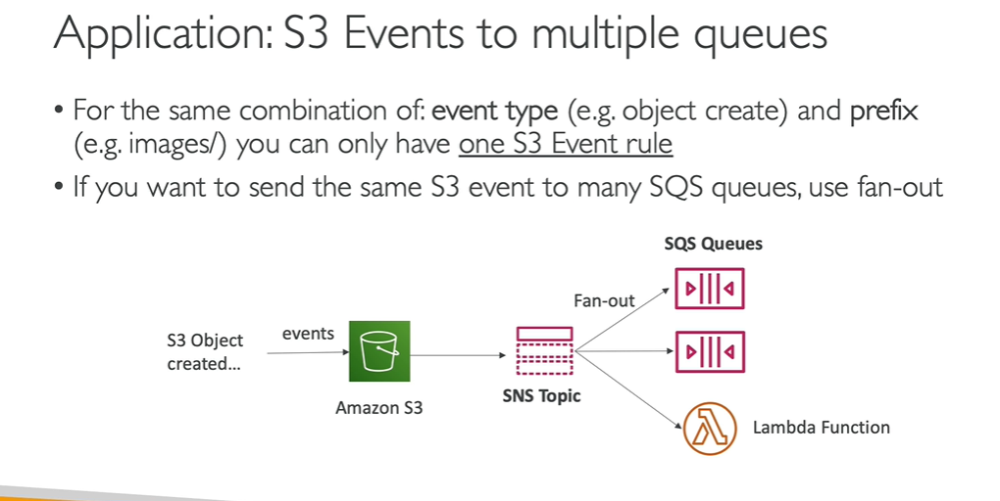 Application: S3 Events to multiple queues
• For the same combination of: event type (e.g. object create) and prefix
(e.g. images/) you can only have one S3 Event rule
• If you want to send the same S3 event to many SQS queues, use fan-out
SQS Queues
Fan-out
S3 Object
created...
events
Amazon S3
SNS Topic
Lambda Function